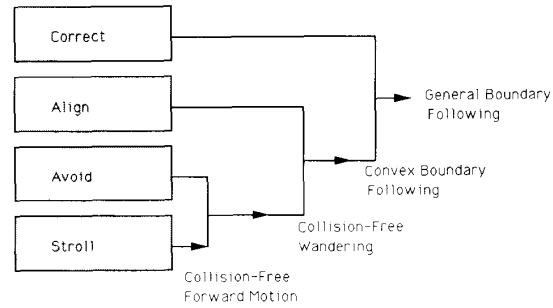 Correct
General Boundary
Following
Align
Avoid
Convex Boundary
Following
Stroll
Collision-Free
Wandering
Collision-Free
Forward Motion